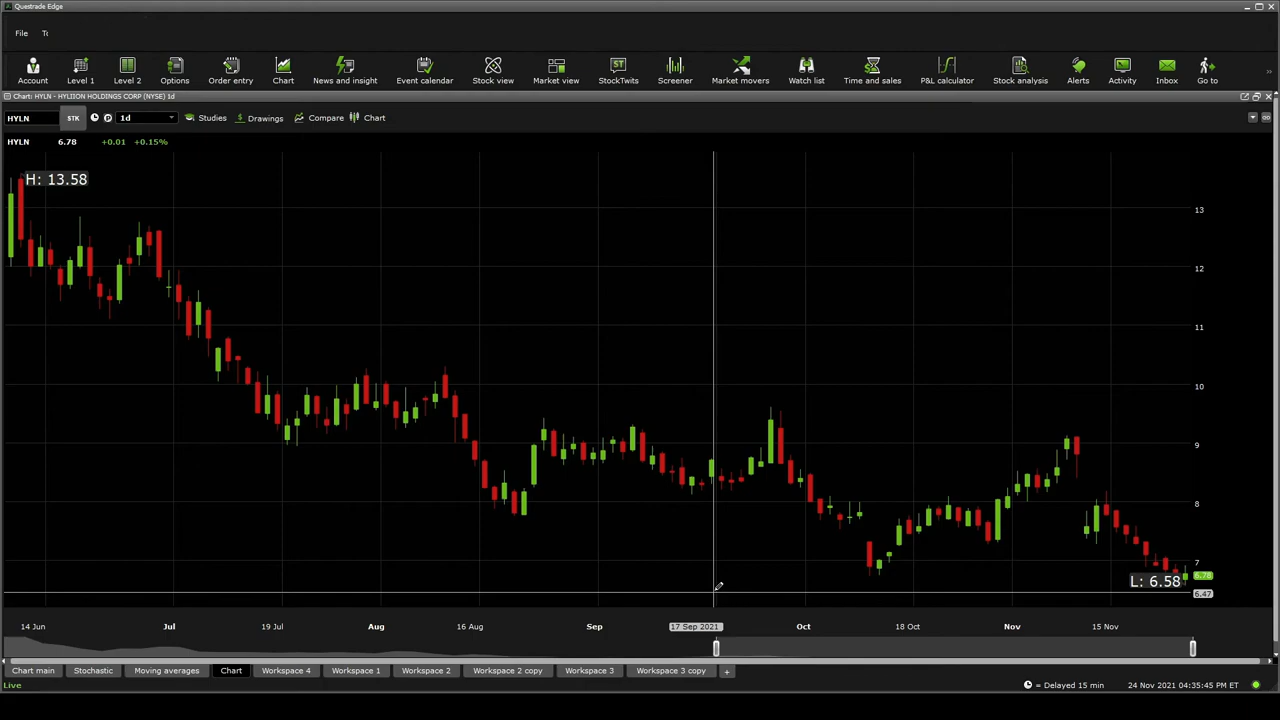 Questrade Edge
File
Account Level 1 Level 2 Options Order entry Chart News and insight Event calendar Stock view Market view StockTwits Screener Market movers Watch list Time and sales P&L calculator Stock analysis Alerts Activity Inbox Go to
Chart: HYLN - HYLIION HOLDINGS CORP (NYSE) 1d
HYLN STK 1d Studies Drawings Compare Chart
HYLN 6.78 +0.01 +0.15%
H: 13.58
13
12
11
10
9
8
7
L: 6.58
6.78
6.47
14 Jun Jul 19 Jul Aug 16 Aug Sep 17 Sep 2021 Oct 18 Oct Nov 15 Nov
Chart main Stochastic Moving averages Chart Workspace 4 Workspace 1 Workspace 2 Workspace 2 copy Workspace 3 Workspace 3 copy +
Live = Delayed 15 min 24 Nov 2021 04:35:45 PM ET